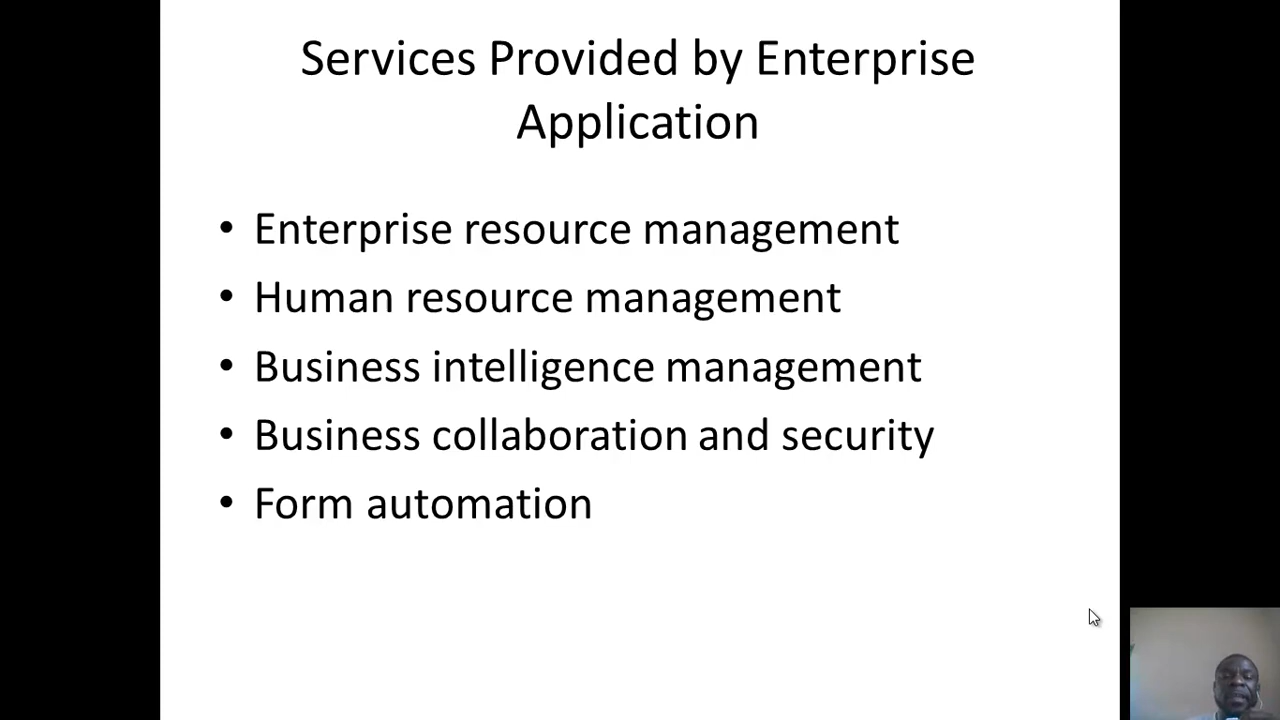 Services Provided by Enterprise
Application
• Enterprise resource management
• Human resource management
• Business intelligence management
• Business collaboration and security
• Form automation